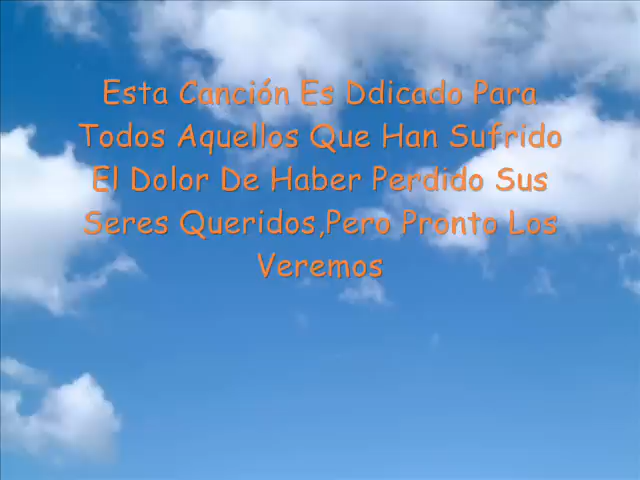 Esta Canción Es Ddicado Para
Todos Aquellos Que Han Sufrido
El Dolor De Haber Perdido Sus
Seres Queridos,Pero Pronto Los
Veremos